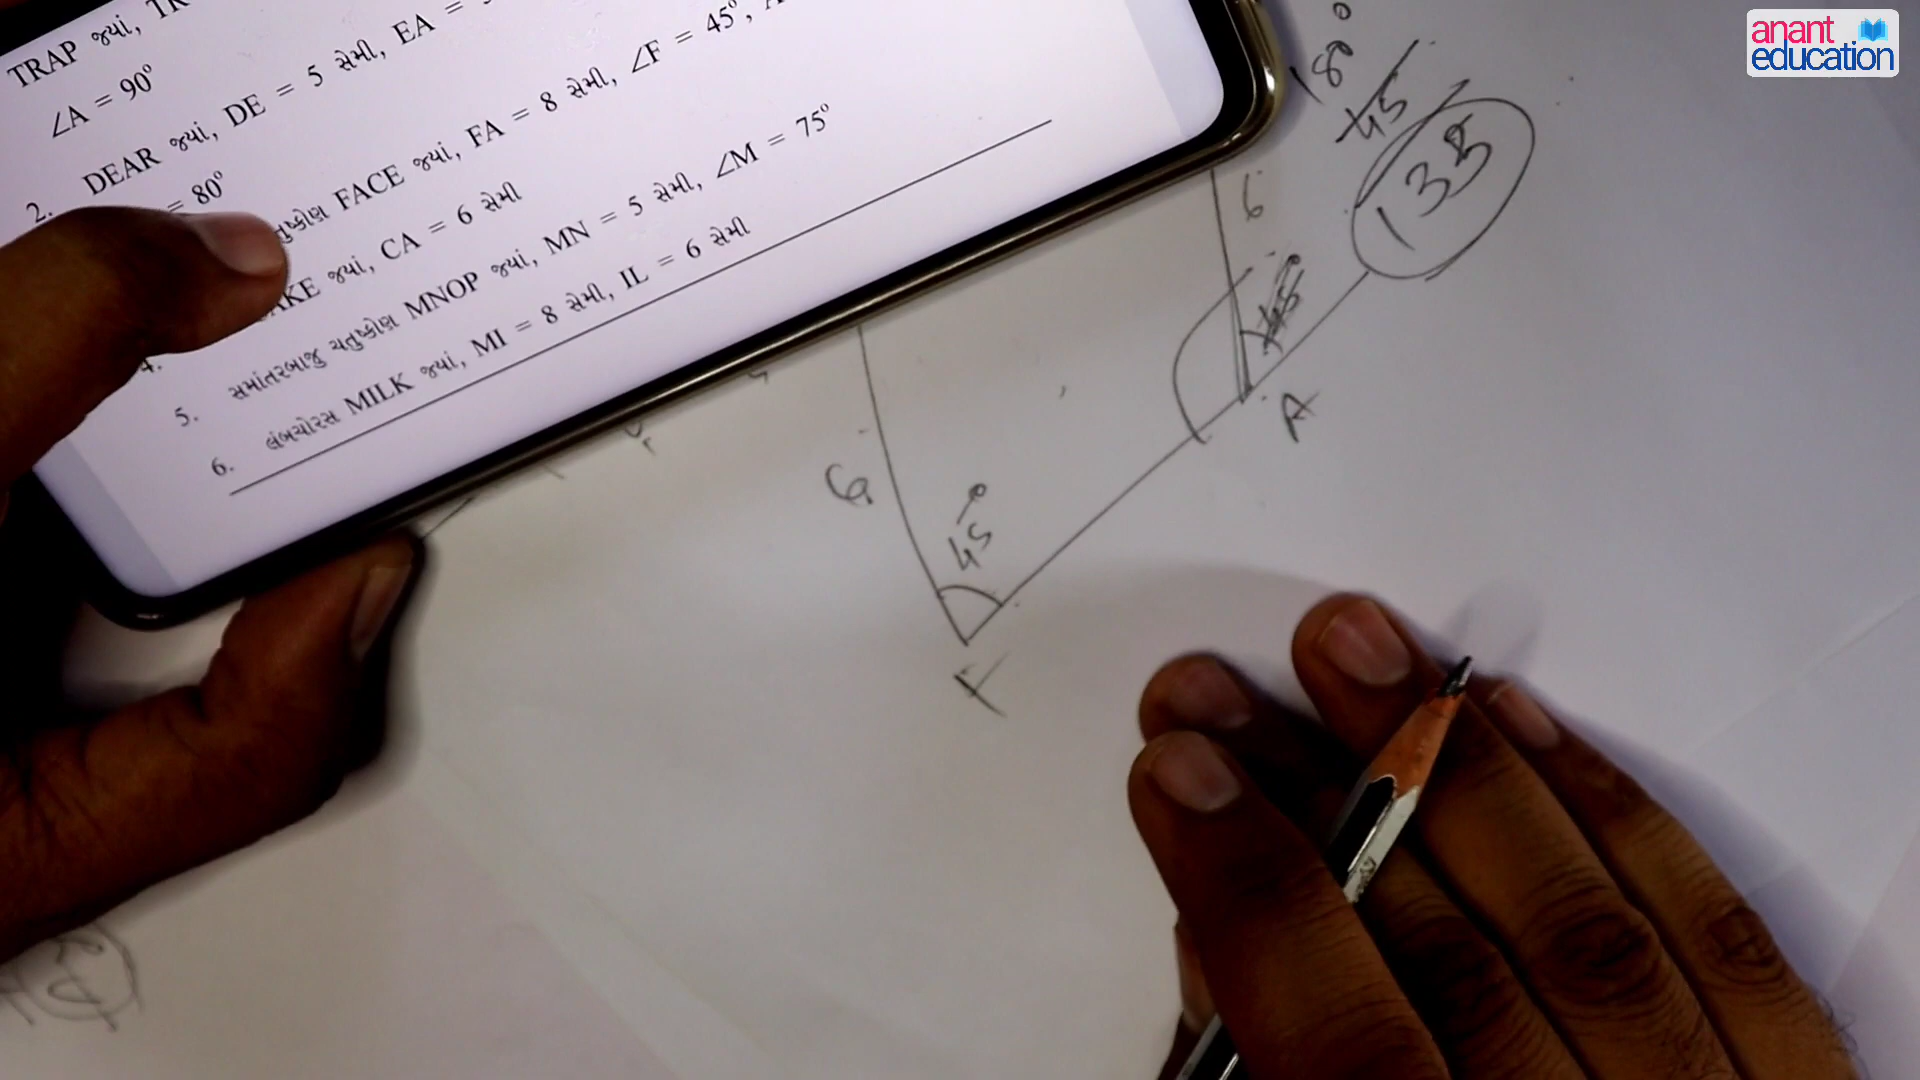 TRAP જ્યાં,
∠A = 90°
2. DEAR જ્યાં, DE = 5 સેમી, EA =
= 80°
FACE જ્યાં, FA = 8 સેમી, ∠F = 45°,
4. જ્યાં, CA = 6 સેમી
5. સમાંતરબાજુ ચતુષ્કોણ MNOP જ્યાં, MN = 5 સેમી, ∠M = 75°
6. લંબચોરસ MILK જ્યાં, MI = 8 સેમી, IL = 6 સેમી
180°
45
135
6
45°
A
6
45°
F
anant
education